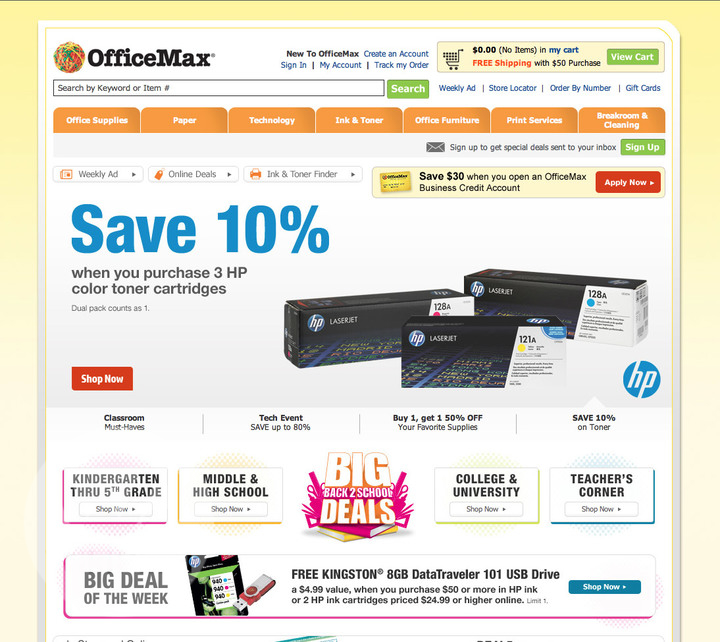 OfficeMax®
New To OfficeMax Create an Account
Sign In | My Account | Track my Order
$0.00 (No Items) in my cart
FREE Shipping with $50 Purchase
View Cart
Search by Keyword or Item #
Search
Weekly Ad | Store Locator | Order By Number | Gift Cards
Office Supplies
Paper
Technology
Ink & Toner
Office Furniture
Print Services
Breakroom &
Cleaning
Sign up to get special deals sent to your inbox
Sign Up
Weekly Ad
Online Deals
Ink & Toner Finder
OfficeMax
Save $30 when you open an OfficeMax
Business Credit Account
Apply Now
Save 10%
when you purchase 3 HP
color toner cartridges
Dual pack counts as 1.
hp LASERJET
128A
hp LASERJET
128A
hp LASERJET
121A
hp
Shop Now
Classroom
Must-Haves
Tech Event
SAVE up to 80%
Buy 1, get 1 50% OFF
Your Favorite Supplies
SAVE 10%
on Toner
KINDERGARTEN
THRU 5TH GRADE
Shop Now
MIDDLE &
HIGH SCHOOL
Shop Now
BIG
BACK 2 SCHOOL
DEALS
COLLEGE &
UNIVERSITY
Shop Now
TEACHER'S
CORNER
Shop Now
BIG DEAL
OF THE WEEK
hp
940
940
940
FREE KINGSTON® 8GB DataTraveler 101 USB Drive
a $4.99 value, when you purchase $50 or more in HP ink
or 2 HP ink cartridges priced $24.99 or higher online. Limit 1.
Shop Now